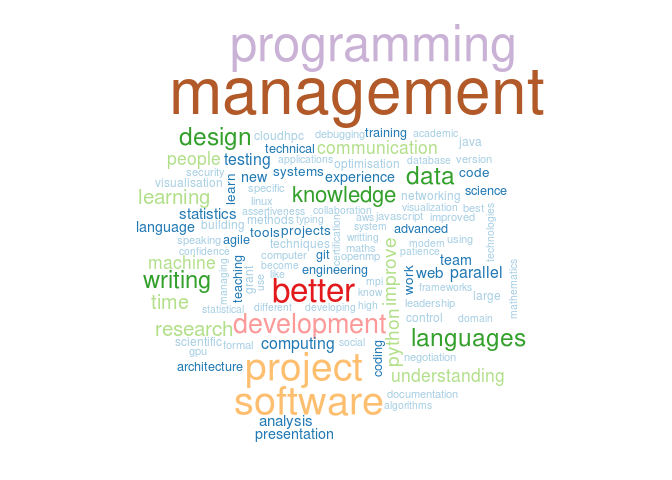 programming
management
design cloudhpc debugging training academic
technical communication java
people testing applications optimisation database version
security learn new systems experience data code
visualisation specific knowledge networking science
learning linux visualization best
statistics assertiveness collaboration aws javascript improved
language building methods typing system advanced
speaking agile tools projects certification writting modem using technologies
confidence techniques maths patience
machine computer git openmp improve team
managing teaching grant become engineering work web parallel
writing use like better mpi know frameworks mathematics
time different developing high leadership large
statistical development python control domain
research social languages
scientific formal computing coding
gpu negotiation
architecture project understanding
software documentation
algorithms
analysis
presentation